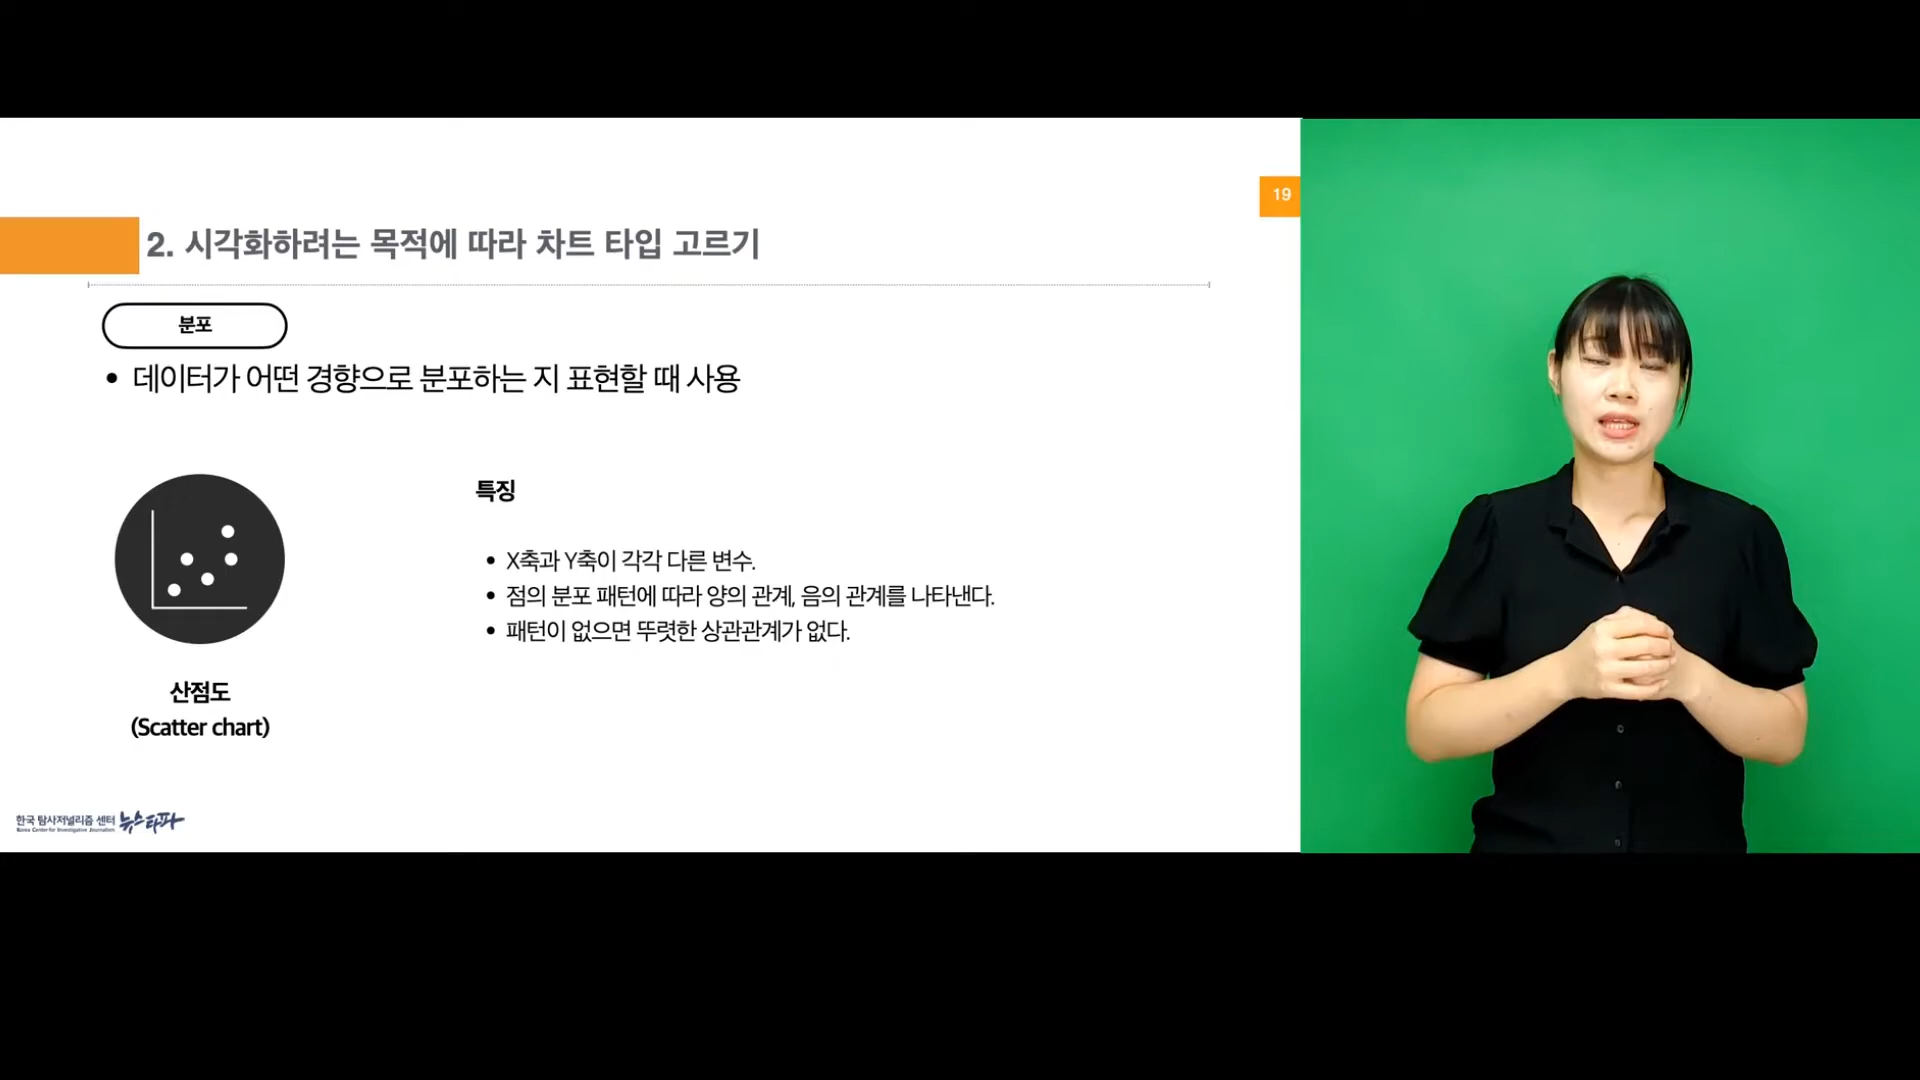 19
2. 시각화하려는 목적에 따라 차트 타입 고르기
분포
• 데이터가 어떤 경향으로 분포하는 지 표현할 때 사용
특징
• X축과 Y축이 각각 다른 변수.
• 점의 분포 패턴에 따라 양의 관계, 음의 관계를 나타낸다.
• 패턴이 없으면 뚜렷한 상관관계가 없다.
산점도
(Scatter chart)
한국 탐사저널리즘 센터 뉴스타파
Korea Center for Investigative Journalism